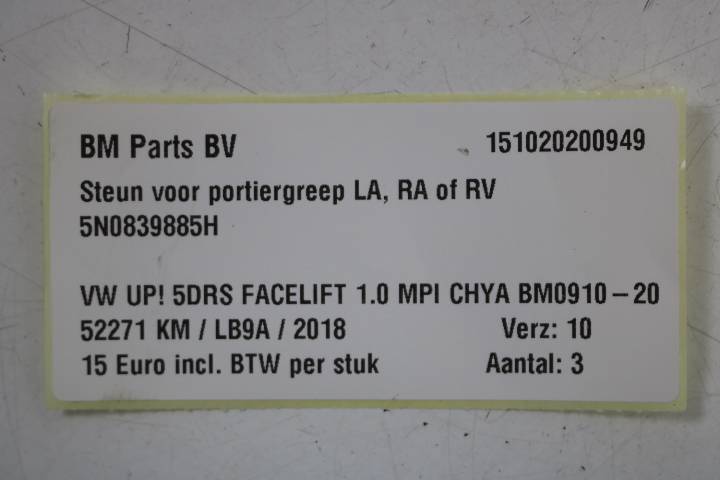 BM Parts BV 151020200949
Steun voor portiergreep LA, RA of RV
5N0839885H
VW UP! 5DRS FACELIFT 1.0 MPI CHYA BM0910-20
52271 KM / LB9A / 2018 Verz: 10
15 Euro incl. BTW per stuk Aantal: 3